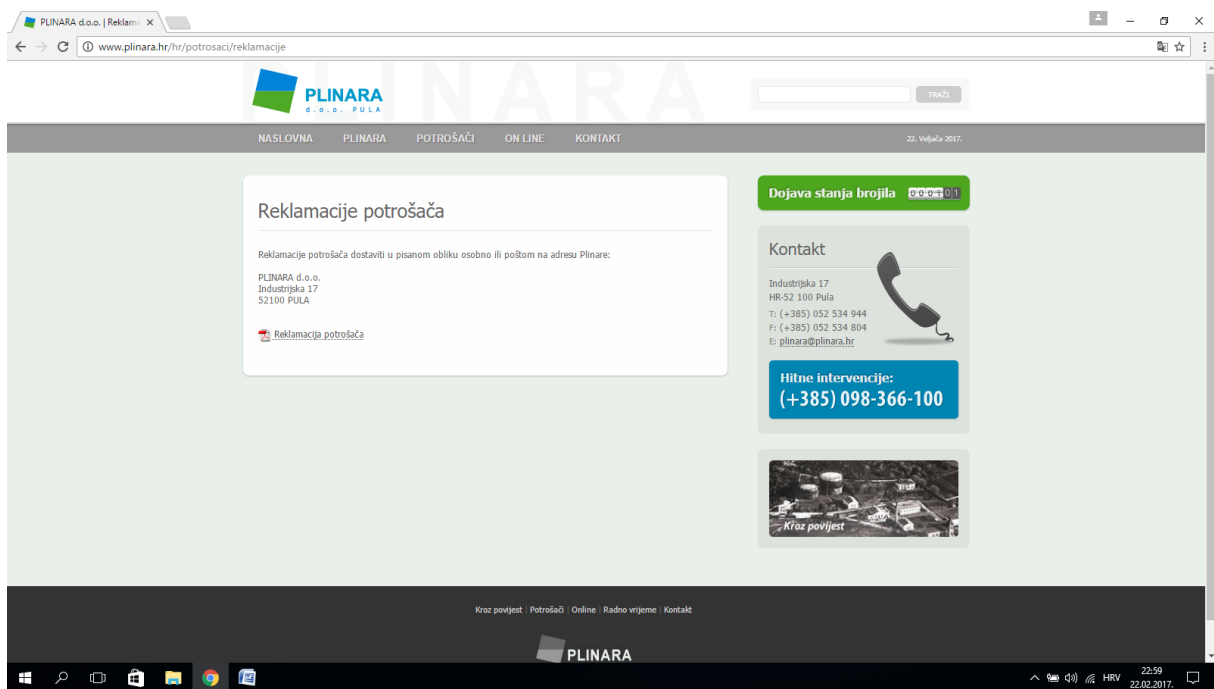 PLINARA d.o.o. | Reklama
www.plinara.hr/hr/potrosaci/reklamacije
PLINARA
PLINARA
d.o.o. PULA
TRAŽI
NASLOVNA PLINARA POTROŠAČI ON LINE KONTAKT
22. Veljača 2017.
Reklamacije potrošača
Reklamacije potrošača dostaviti u pisanom obliku osobno ili poštom na adresu Plinare:
PLINARA d.o.o.
Industrijska 17
52100 PULA
Reklamacija potrošača
Dojava stanja brojila
Kontakt
Industrijska 17
HR-52 100 Pula
T: (+385) 052 534 944
F: (+385) 052 534 804
E: plinara@plinara.hr
Hitne intervencije:
(+385) 098-366-100
Kroz povijest
Kroz povijest | Potrošači | Online | Radno vrijeme | Kontakt
PLINARA
HRV
22:59
22.02.2017.